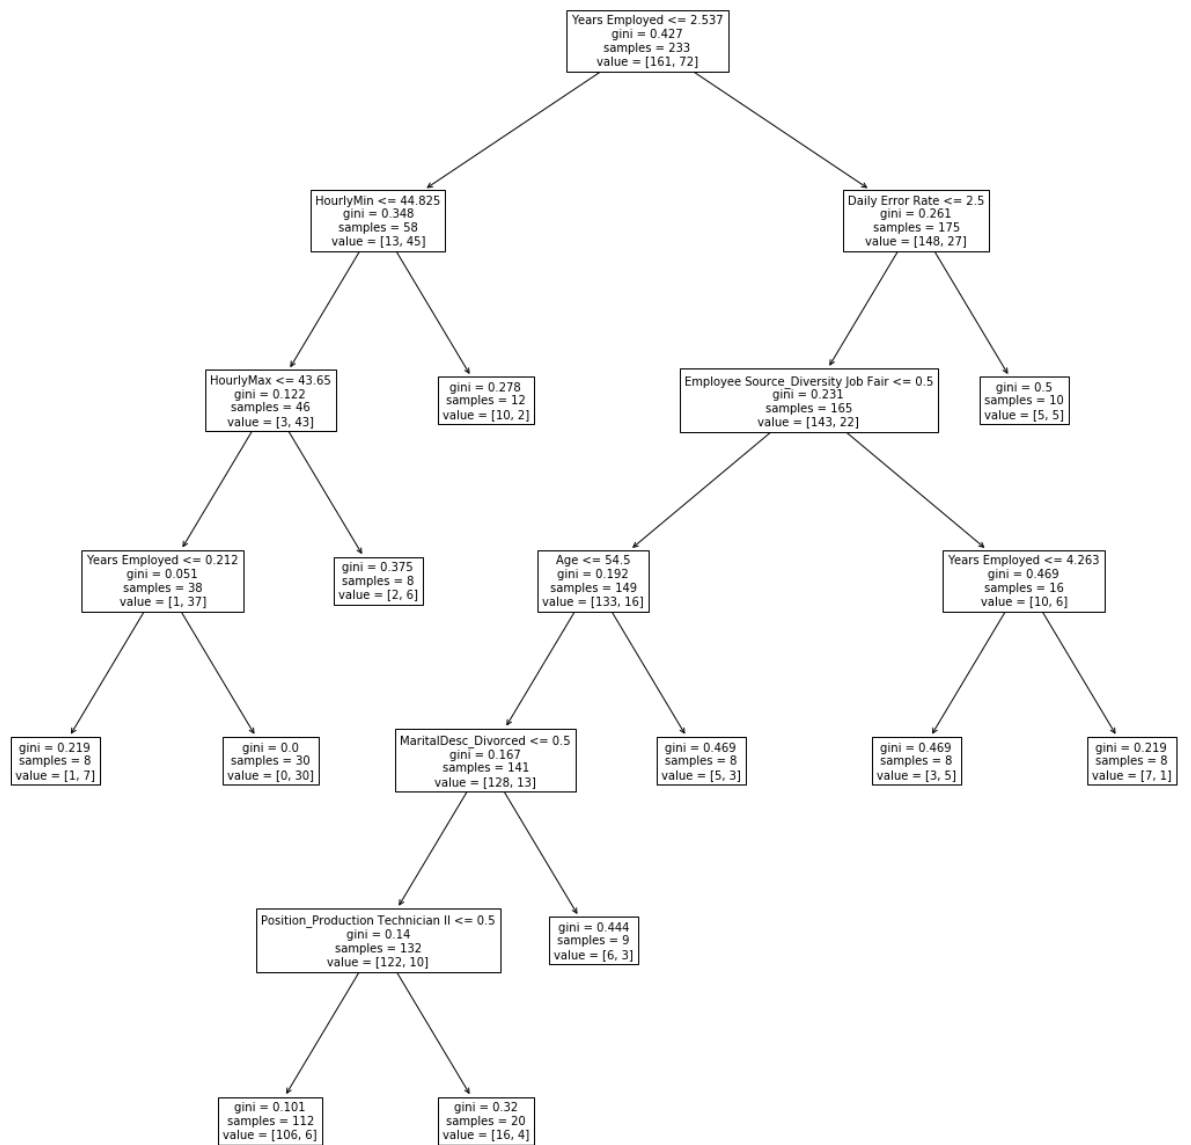 Years Employed <= 2.537
gini = 0.427
samples = 233
value = [161, 72]
HourlyMin <= 44.825
gini = 0.348
samples = 58
value = [13, 45]
Daily Error Rate <= 2.5
gini = 0.261
samples = 175
value = [148, 27]
HourlyMax <= 43.65
gini = 0.122
samples = 46
value = [3, 43]
gini = 0.278
samples = 12
value = [10, 2]
Employee Source_Diversity Job Fair <= 0.5
gini = 0.231
samples = 165
value = [143, 22]
gini = 0.5
samples = 10
value = [5, 5]
Years Employed <= 0.212
gini = 0.051
samples = 38
value = [1, 37]
gini = 0.375
samples = 8
value = [2, 6]
Age <= 54.5
gini = 0.192
samples = 149
value = [133, 16]
Years Employed <= 4.263
gini = 0.469
samples = 16
value = [10, 6]
gini = 0.219
samples = 8
value = [1, 7]
gini = 0.0
samples = 30
value = [0, 30]
MaritalDesc_Divorced <= 0.5
gini = 0.167
samples = 141
value = [128, 13]
gini = 0.469
samples = 8
value = [5, 3]
gini = 0.469
samples = 8
value = [3, 5]
gini = 0.219
samples = 8
value = [7, 1]
Position_Production Technician II <= 0.5
gini = 0.14
samples = 132
value = [122, 10]
gini = 0.444
samples = 9
value = [6, 3]
gini = 0.101
samples = 112
value = [106, 6]
gini = 0.32
samples = 20
value = [16, 4]